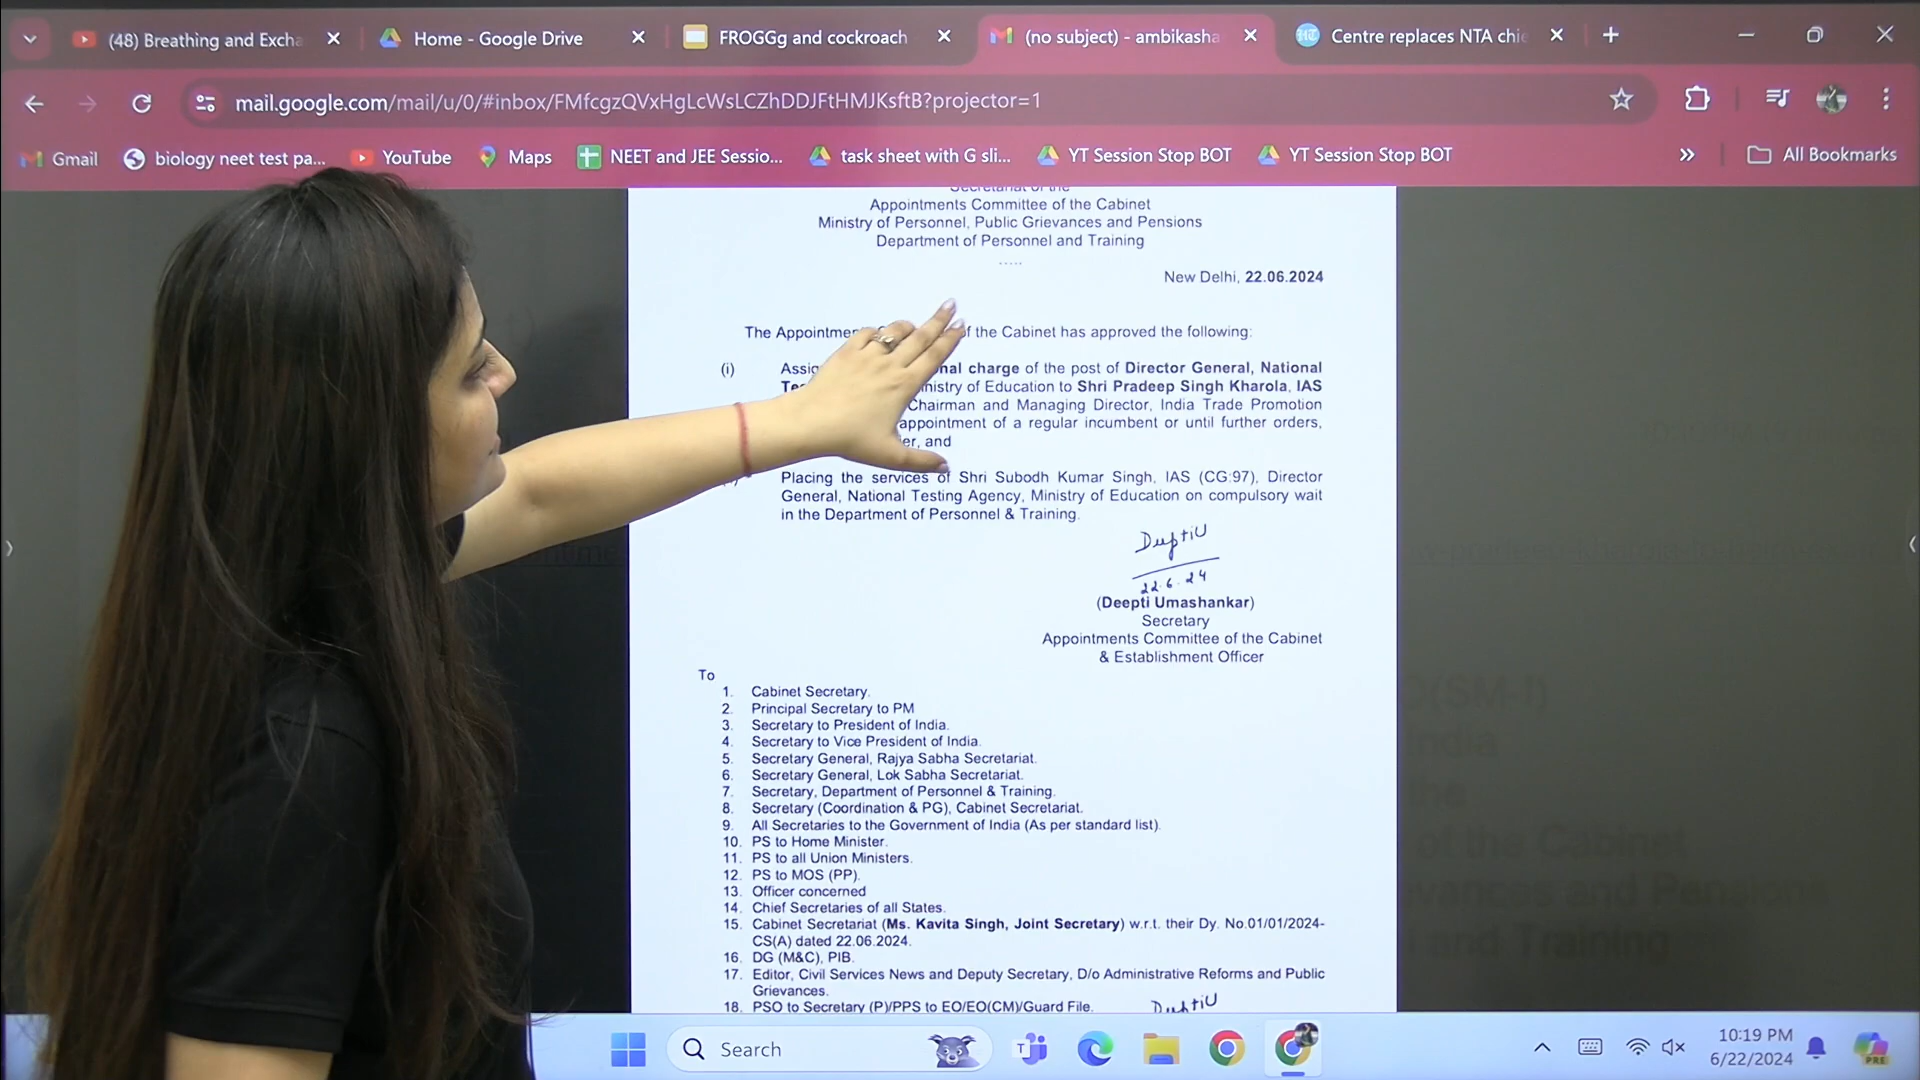 (48) Breathing and Excha
Home - Google Drive
FROGGg and cockroach
(no subject) - ambikasha
Centre replaces NTA chie
mail.google.com/mail/u/0/#inbox/FMfcgzQVxHgLcWsLCZhDDJFtHMJKsftB?projector=1
Gmail
biology neet test pa...
YouTube
Maps
NEET and JEE Sessio...
task sheet with G sli...
YT Session Stop BOT
YT Session Stop BOT
All Bookmarks
Secretariat of the
Appointments Committee of the Cabinet
Ministry of Personnel, Public Grievances and Pensions
Department of Personnel and Training
.....
New Delhi, 22.06.2024
The of the Cabinet has approved the following:
(i) charge of the post of Director General, National
of Education to Shri Pradeep Singh Kharola, IAS
Chairman and Managing Director, India Trade Promotion
appointment of a regular incumbent or until further orders,
and
Placing the services of Shri Subodh Kumar Singh, IAS (CG:97), Director
General, National Testing Agency, Ministry of Education on compulsory wait
in the Department of Personnel & Training.
22.6.24
(Deepti Umashankar)
Secretary
Appointments Committee of the Cabinet
& Establishment Officer
To
1. Cabinet Secretary.
2. Principal Secretary to PM
3. Secretary to President of India.
4. Secretary to Vice President of India.
5. Secretary General, Rajya Sabha Secretariat.
6. Secretary General, Lok Sabha Secretariat.
7. Secretary, Department of Personnel & Training.
8. Secretary (Coordination & PG), Cabinet Secretariat.
9. All Secretaries to the Government of India (As per standard list).
10. PS to Home Minister.
11. PS to all Union Ministers.
12. PS to MOS (PP).
13. Officer concerned
14. Chief Secretaries of all States.
15. Cabinet Secretariat (Ms. Kavita Singh, Joint Secretary) w.r.t. their Dy. No.01/01/2024-
CS(A) dated 22.06.2024.
16. DG (M&C), PIB.
17. Editor, Civil Services News and Deputy Secretary, D/o Administrative Reforms and Public
Grievances.
18. PSO to Secretary (P)/PPS to EO/EO(CM)/Guard File.
Search
10:19 PM
6/22/2024
PRE